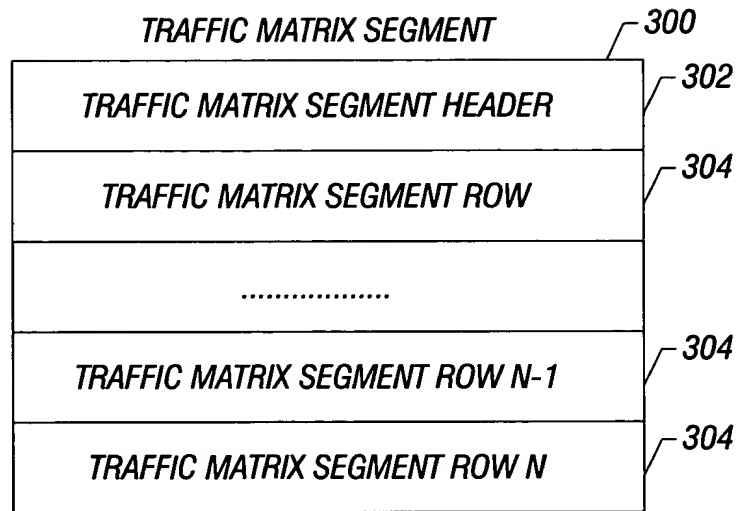 TRAFFIC MATRIX SEGMENT 300
TRAFFIC MATRIX SEGMENT HEADER 302
TRAFFIC MATRIX SEGMENT ROW 304
..................
TRAFFIC MATRIX SEGMENT ROW N-1 304
TRAFFIC MATRIX SEGMENT ROW N 304